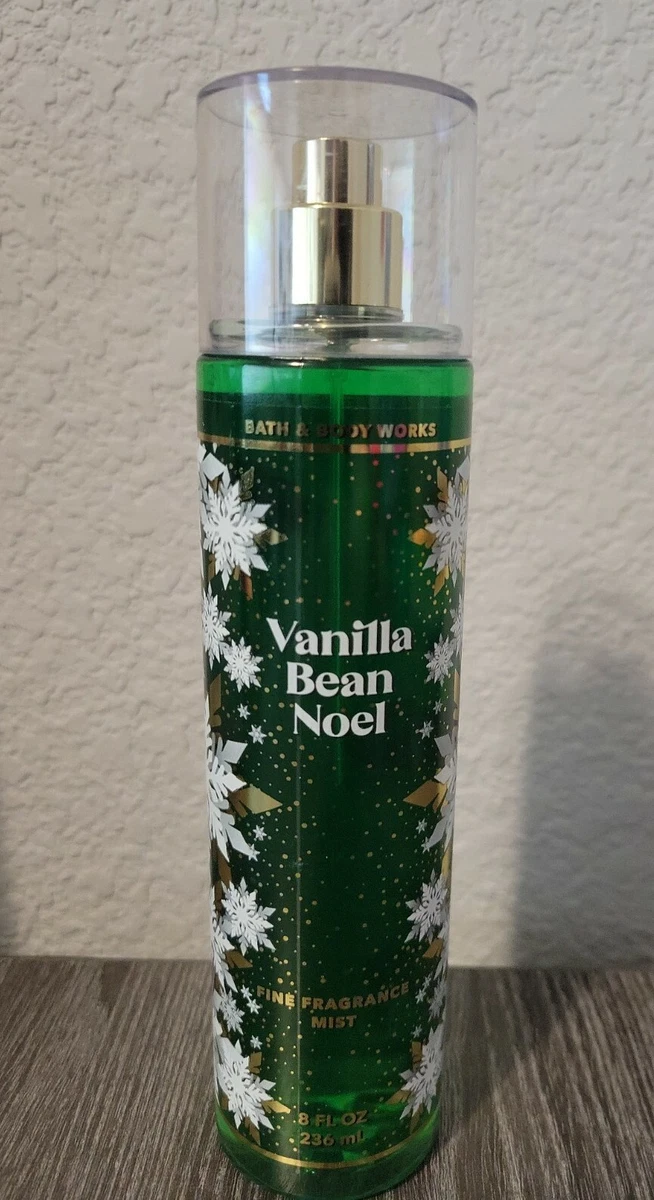 BATH & BODY WORKS
Vanilla
Bean
Noel
FINE FRAGRANCE
MIST
8 FL OZ
236 mL